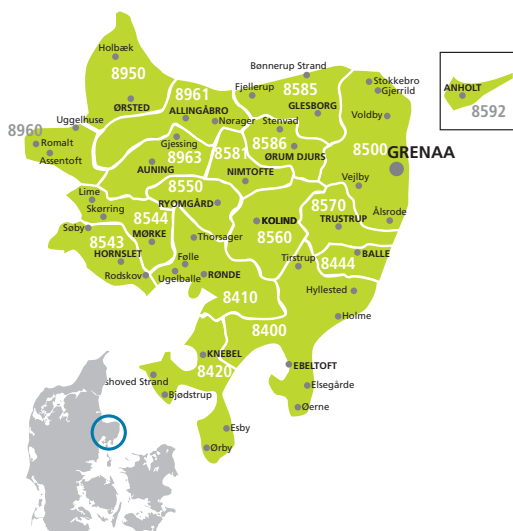 Holbæk
8950
ØRSTED
8961
ALLINGÅBRO
Nørager
Fjellerup
Bønnerup Strand
8585
GLESBORG
Stenvad
8586
ØRUM DJURS
Stokkebro
Gjerrild
Voldby
ANHOLT
8592
8500
GRENAA
Uggelhuse
8960
Romalt
Assentoft
Gjessing
8963
AUNING
8581
NIMTOFTE
Vejlby
8550
RYOMGÅRD
8570
TRUSTRUP
Ålsrode
Lime
Skørring
8544
MØRKE
Søby
8543
HORNSLET
KOLIND
8560
Thorsager
Tirstrup
BALLE
8444
Følle
Ugelballe
RØNDE
Rodskov
8410
Hyllested
Holme
8400
KNEBEL
8420
EBELTOFT
shoved Strand
Bjødstrup
Elsegårde
Øerne
Esby
Ørby